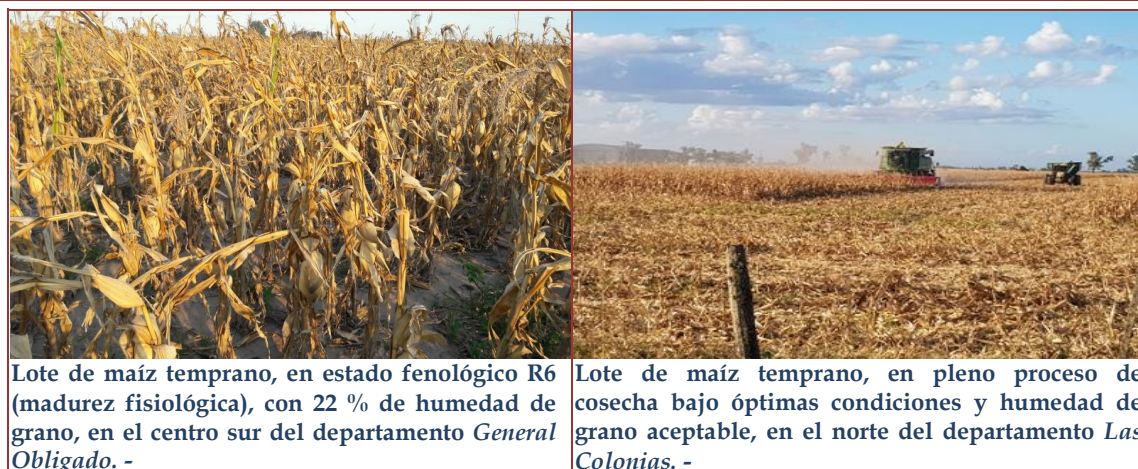 Lote de maíz temprano, en estado fenológico R6
(madurez fisiológica), con 22 % de humedad de
grano, en el centro sur del departamento General
Obligado. -
Lote de maíz temprano, en pleno proceso de
cosecha bajo óptimas condiciones y humedad de
grano aceptable, en el norte del departamento Las
Colonias. -